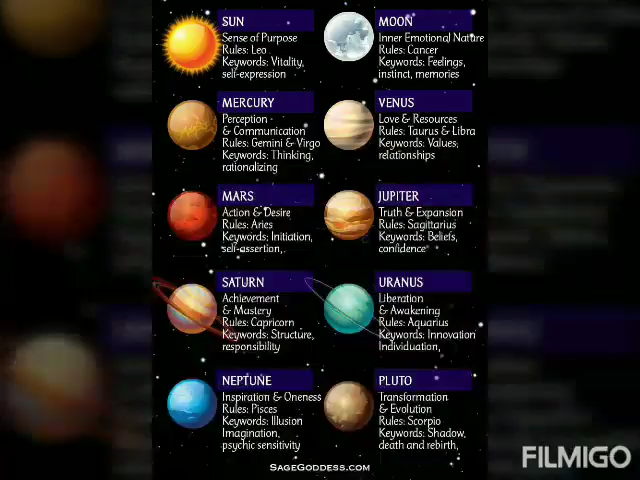 SUN
Sense of Purpose
Rules: Leo
Keywords: Vitality,
self-expression
MOON
Inner Emotional Nature
Rules: Cancer
Keywords: Feelings,
instinct, memories
MERCURY
Perception
& Communication
Rules: Gemini & Virgo
Keywords: Thinking,
rationalizing
VENUS
Love & Resources
Rules: Taurus & Libra
Keywords: Values,
relationships
MARS
Action & Desire
Rules: Aries
Keywords: Initiation,
self-assertion,
JUPITER
Truth & Expansion
Rules: Sagittarius
Keywords: Beliefs,
confidence
SATURN
Achievement
& Mastery
Rules: Capricorn
Keywords: Structure,
responsibility
URANUS
Liberation
& Awakening
Rules: Aquarius
Keywords: Innovation
Individuation,
NEPTUNE
Inspiration & Oneness
Rules: Pisces
Keywords: Illusion
Imagination,
psychic sensitivity
PLUTO
Transformation
& Evolution
Rules: Scorpio
Keywords: Shadow,
death and rebirth,
SAGEGODDESS.COM
FILMIGO